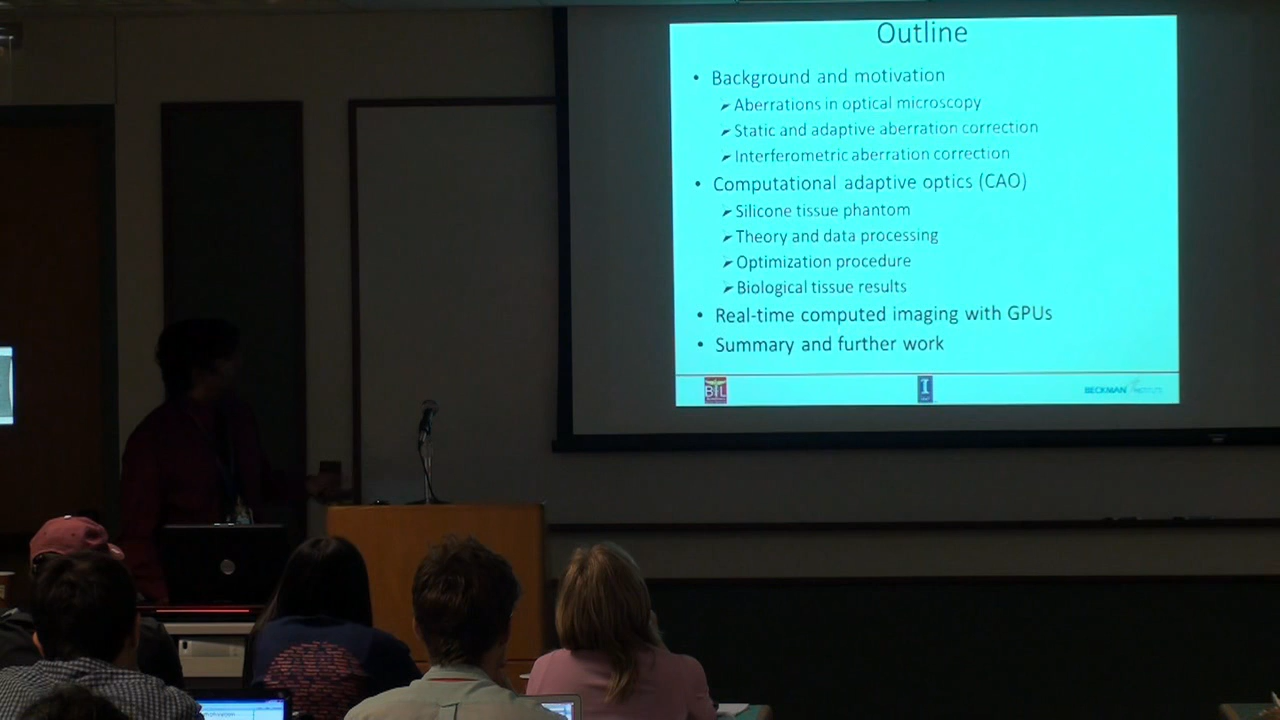 Outline
• Background and motivation
➢ Aberrations in optical microscopy
➢ Static and adaptive aberration correction
➢ Interferometric aberration correction
• Computational adaptive optics (CAO)
➢ Silicone tissue phantom
➢ Theory and data processing
➢ Optimization procedure
➢ Biological tissue results
• Real-time computed imaging with GPUs
• Summary and further work
BIL I BECKMAN